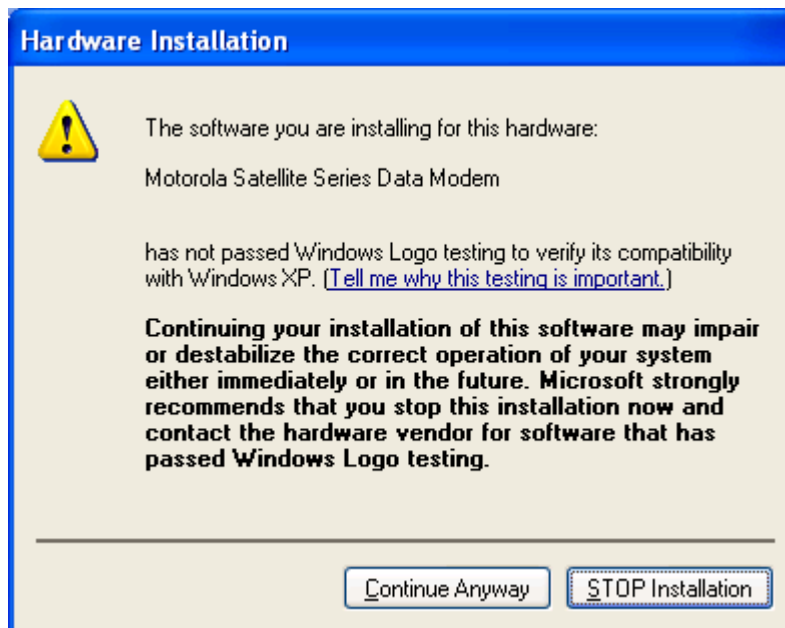 Hardware Installation
The software you are installing for this hardware:
Motorola Satellite Series Data Modem
has not passed Windows Logo testing to verify its compatibility
with Windows XP. (Tell me why this testing is important.)
Continuing your installation of this software may impair
or destabilize the correct operation of your system
either immediately or in the future. Microsoft strongly
recommends that you stop this installation now and
contact the hardware vendor for software that has
passed Windows Logo testing.
Continue Anyway
STOP Installation